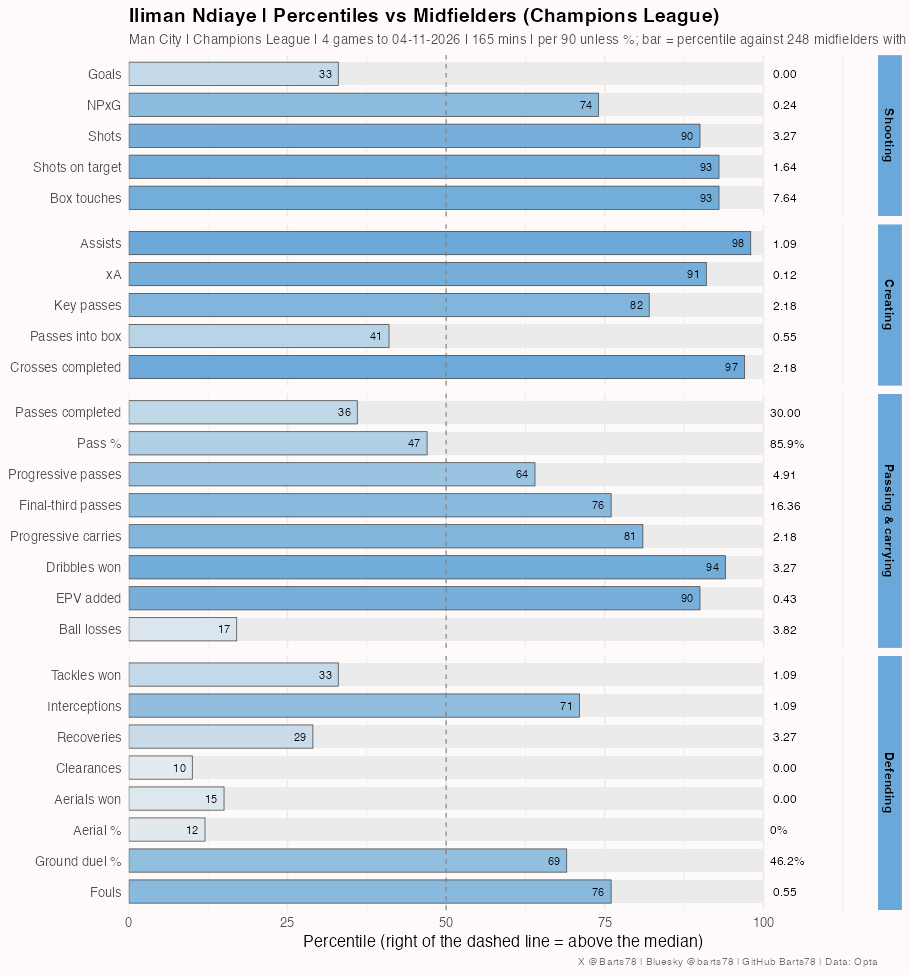 Iliman Ndiaye | Percentiles vs Midfielders (Champions League)
Man City | Champions League | 4 games to 04-11-2026 | 165 mins | per 90 unless %; bar = percentile against 248 midfielders with
Goals 33 0.00
NPxG 74 0.24
Shots 90 3.27
Shots on target 93 1.64
Box touches 93 7.64
Shooting
Assists 98 1.09
xA 91 0.12
Key passes 82 2.18
Passes into box 41 0.55
Crosses completed 97 2.18
Creating
Passes completed 36 30.00
Pass % 47 85.9%
Progressive passes 64 4.91
Final-third passes 76 16.36
Progressive carries 81 2.18
Dribbles won 94 3.27
EPV added 90 0.43
Ball losses 17 3.82
Passing & carrying
Tackles won 33 1.09
Interceptions 71 1.09
Recoveries 29 3.27
Clearances 10 0.00
Aerials won 15 0.00
Aerial % 12 0%
Ground duel % 69 46.2%
Fouls 76 0.55
Defending
0 25 50 75 100
Percentile (right of the dashed line = above the median)
X @Barts78 | Bluesky @barts78 | GitHub Barts78 | Data: Opta